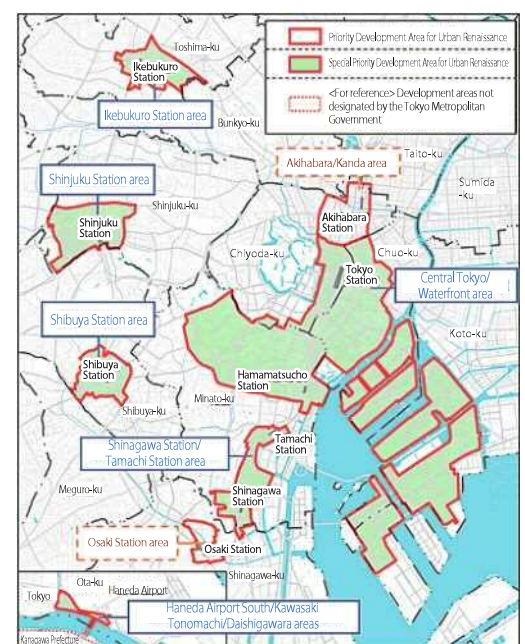 Toshima-ku
Ikebukuro
Station
Ikebukuro Station area
Bunkyo-ku
Priority Development Area for Urban Renaissance
Special Priority Development Area for Urban Renaissance
<For reference> Development areas not
designated by the Tokyo Metropolitan
Government
Akihabara/Kanda area
Taito-ku
Sumida
-ku
Shinjuku Station area
Shinjuku-ku
Shinjuku
Station
Akihabara
Station
Chiyoda-ku
Chuo-ku
Tokyo
Station
Central Tokyo/
Waterfront area
Koto-ku
Shibuya Station area
Shibuya
Station
Shibuya-ku
Hamamatsucho
Station
Minato-ku
Shinagawa Station/
Tamachi Station area
Tamachi
Station
Meguro-ku
Shinagawa
Station
Osaki Station area
Osaki Station
Shinagawa-ku
Ota-ku
Tokyo
Haneda Airport
Haneda Airport South/Kawasaki
Tonomachi/Daishigawara areas
Kanagawa Prefecture